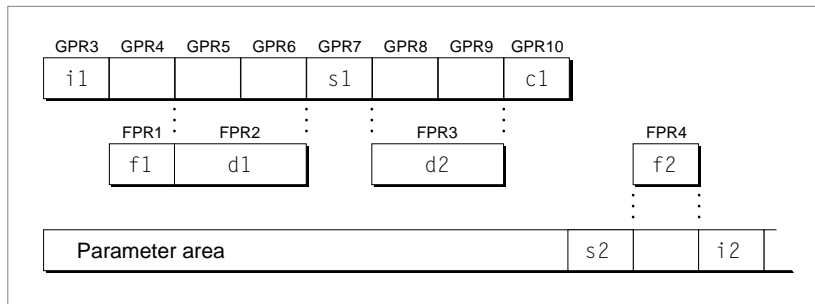 GPR3 GPR4 GPR5 GPR6 GPR7 GPR8 GPR9 GPR10
i1 s1 c1
FPR1 FPR2 FPR3 FPR4
f1 d1 d2 f2
Parameter area s2 i2